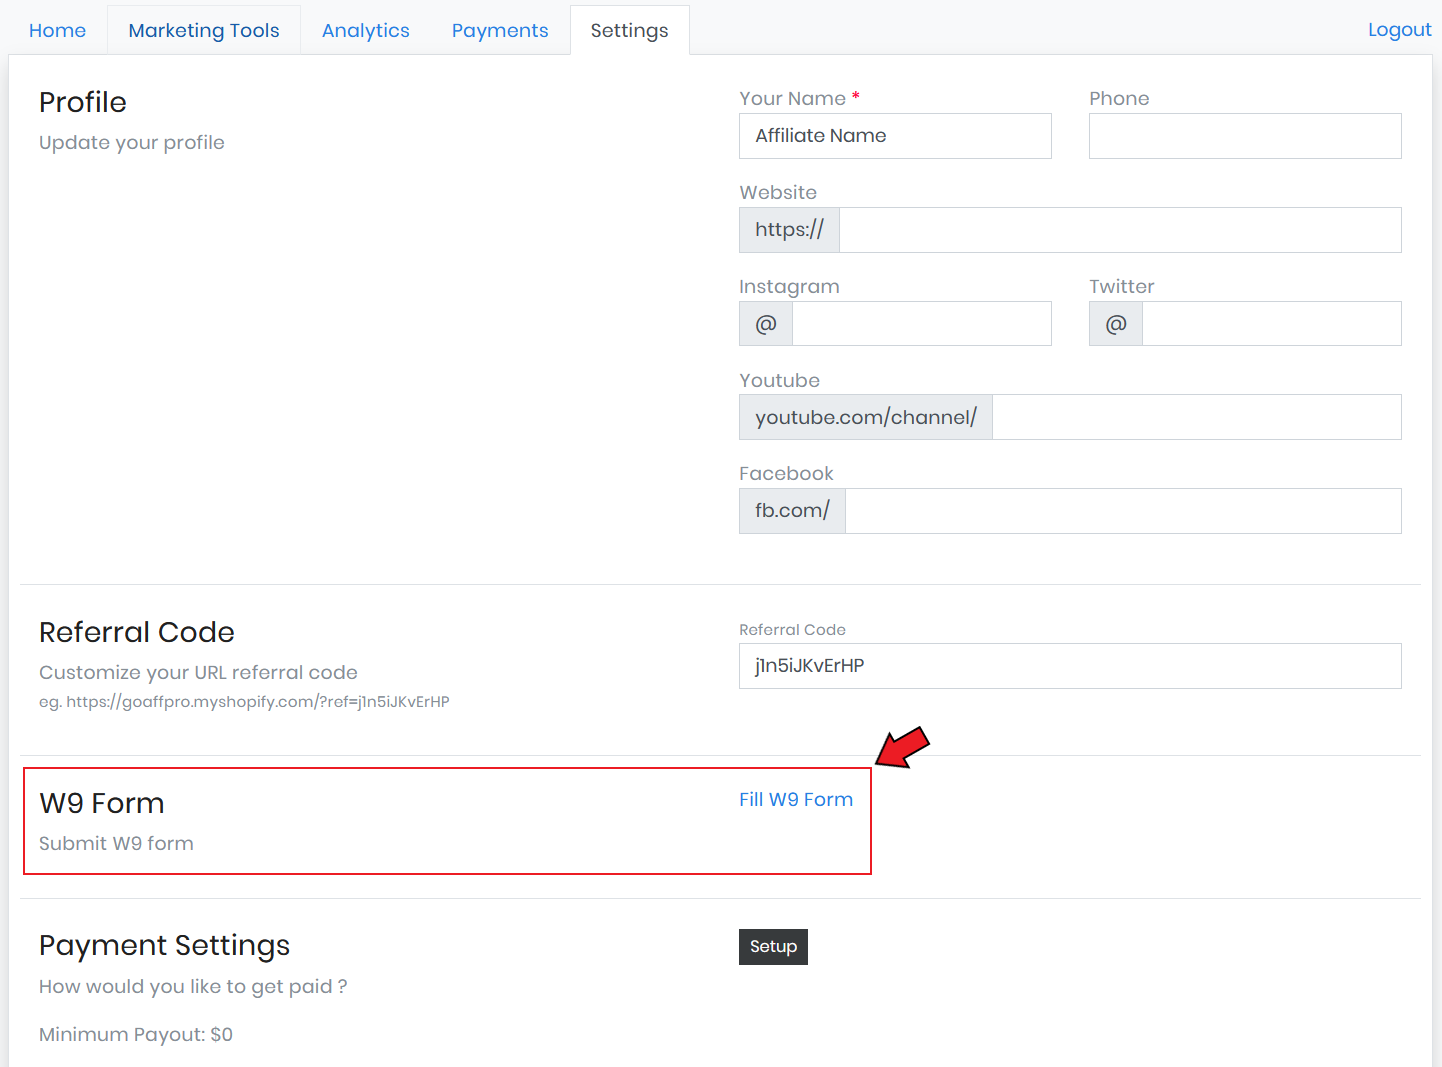 Home Marketing Tools Analytics Payments Settings Logout
Profile
Update your profile
Your Name * Phone
Affiliate Name
Website
https://
Instagram Twitter
@ @
Youtube
youtube.com/channel/
Facebook
fb.com/
Referral Code
Customize your URL referral code
eg. https://goaffpro.myshopify.com/?ref=j1n5iJKvErHP
Referral Code
j1n5iJKvErHP
W9 Form
Submit W9 form
Fill W9 Form
Payment Settings
How would you like to get paid ?
Minimum Payout: $0
Setup